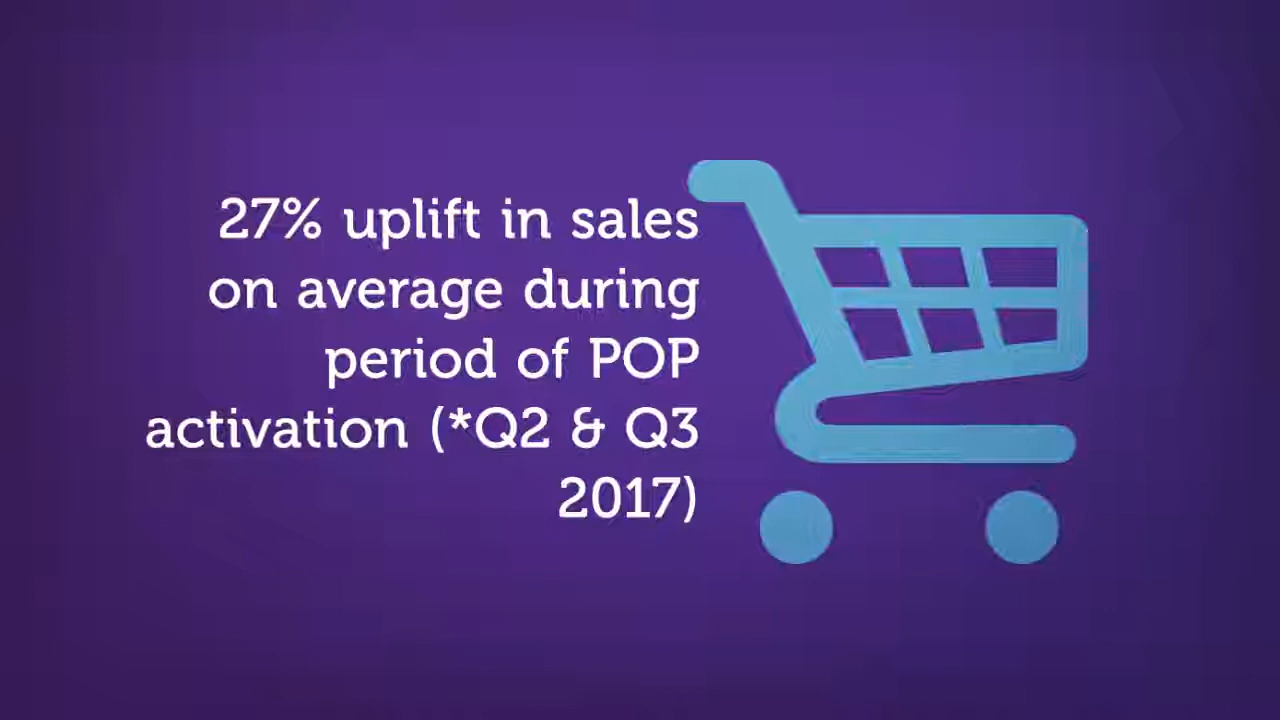 27% uplift in sales
on average during
period of POP
activation (*Q2 & Q3
2017)